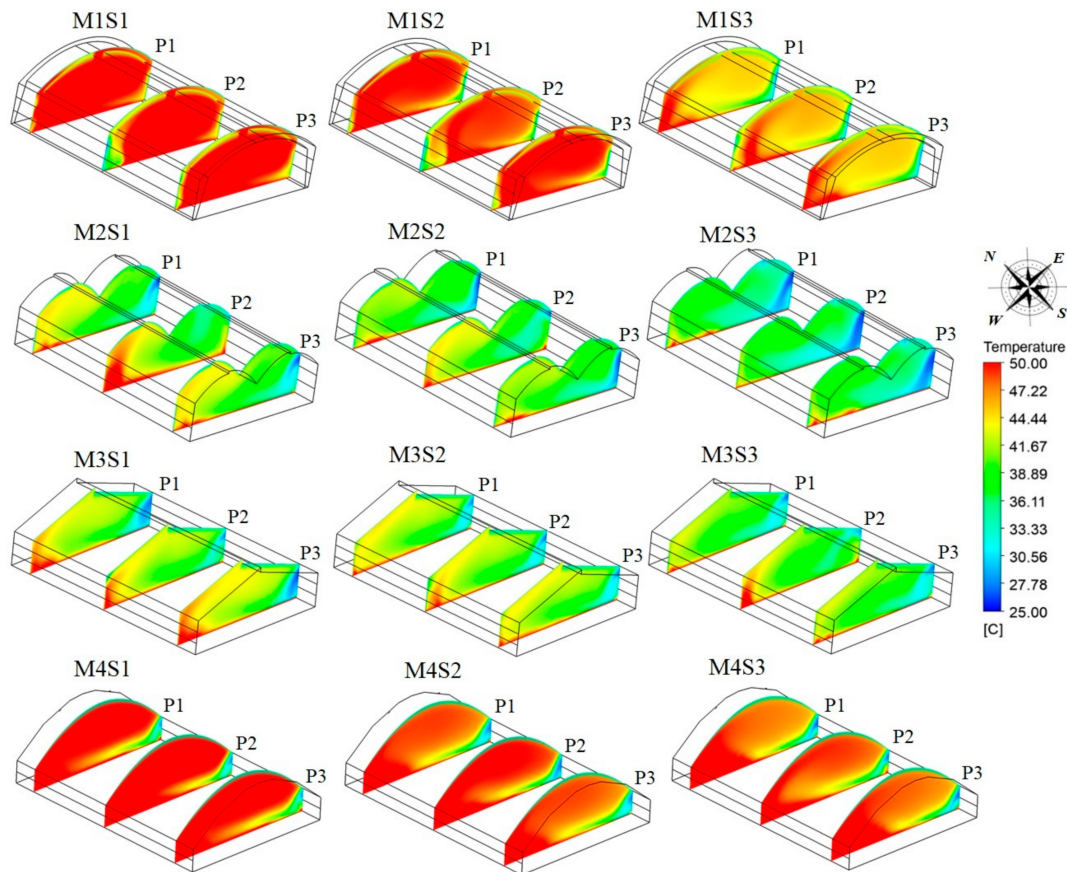 M1S1
M1S2
M1S3
P1
P2
P3
P1
P2
P3
P1
P2
P3
M2S1
M2S2
M2S3
P1
P2
P3
P1
P2
P3
P1
P2
P3
N
E
W
S
Temperature
50.00
47.22
44.44
41.67
38.89
36.11
33.33
30.56
27.78
25.00
[C]
M3S1
M3S2
M3S3
P1
P2
P3
P1
P2
P3
P1
P2
P3
M4S1
M4S2
M4S3
P1
P2
P3
P1
P2
P3
P1
P2
P3